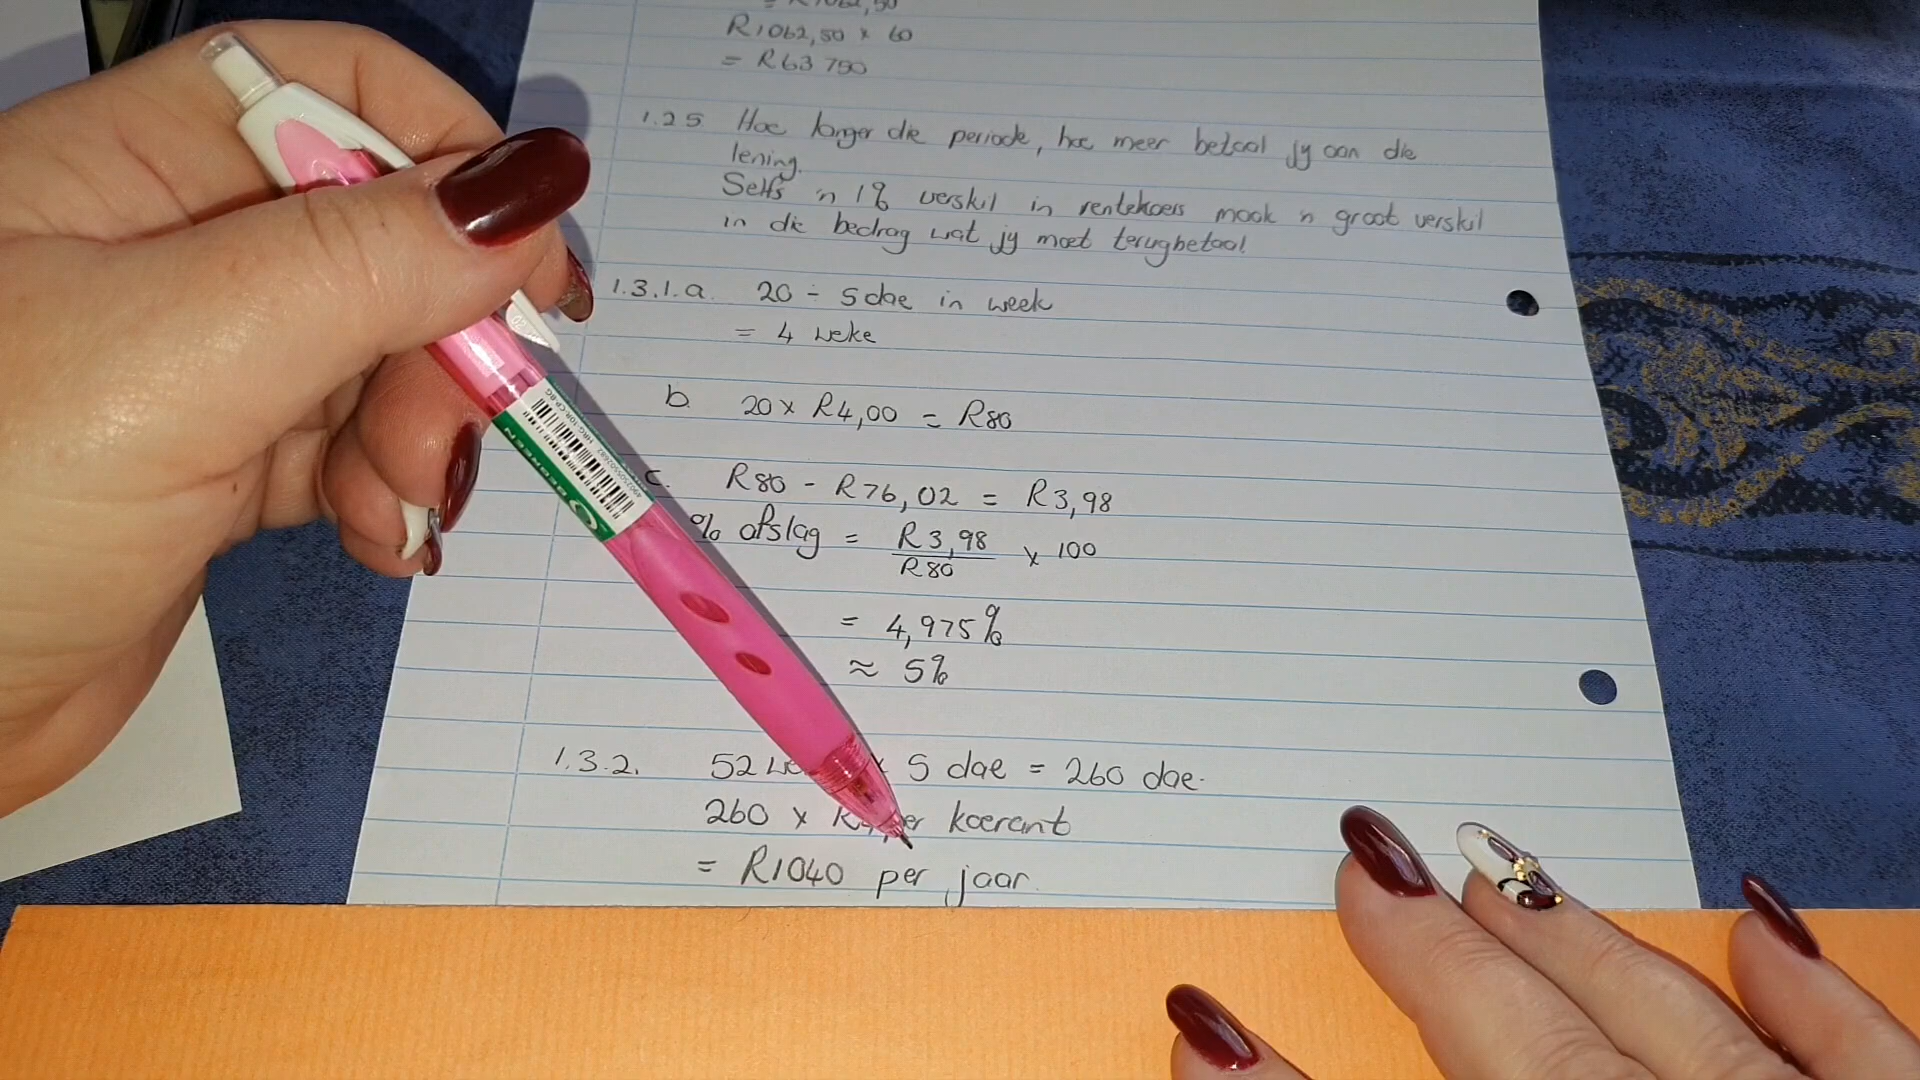 R1062,50 x 60
= R63 750
1.2.5 Hoe langer die periode, hoe meer betaal jy aan die
lening.
Selfs 'n 1% verskil in rentekoers maak 'n groot verskil
in die bedrag wat jy moet terugbetaal
1.3.1.a. 20 ÷ 5 dae in week
= 4 weke
b. 20 x R4,00 = R80
c. R80 - R76,02 = R3,98
% afslag = R3,98
R80
x 100
= 4,975%
≈ 5%
1.3.2. 52 x 5 dae = 260 dae.
260 x koerant
= R1040 per jaar.
PENTEL